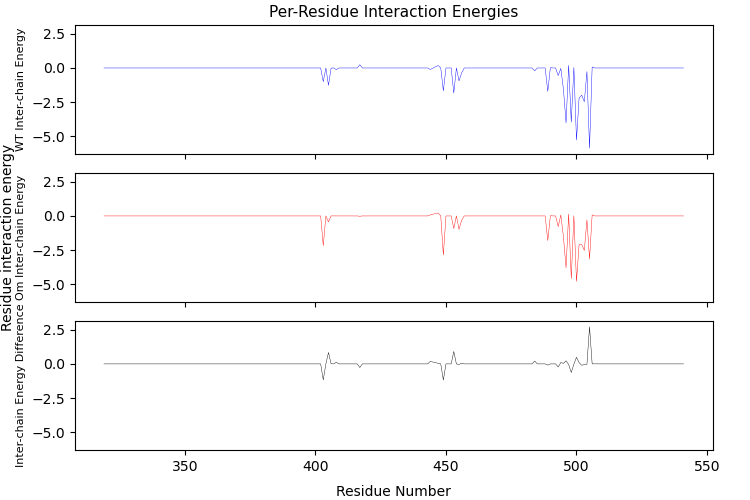 Per-Residue Interaction Energies
Residue interaction energy
WT Inter-chain Energy
2.5
0.0
−2.5
−5.0
Om Inter-chain Energy
2.5
0.0
−2.5
−5.0
Inter-chain Energy Difference
2.5
0.0
−2.5
−5.0
350
400
450
500
550
Residue Number